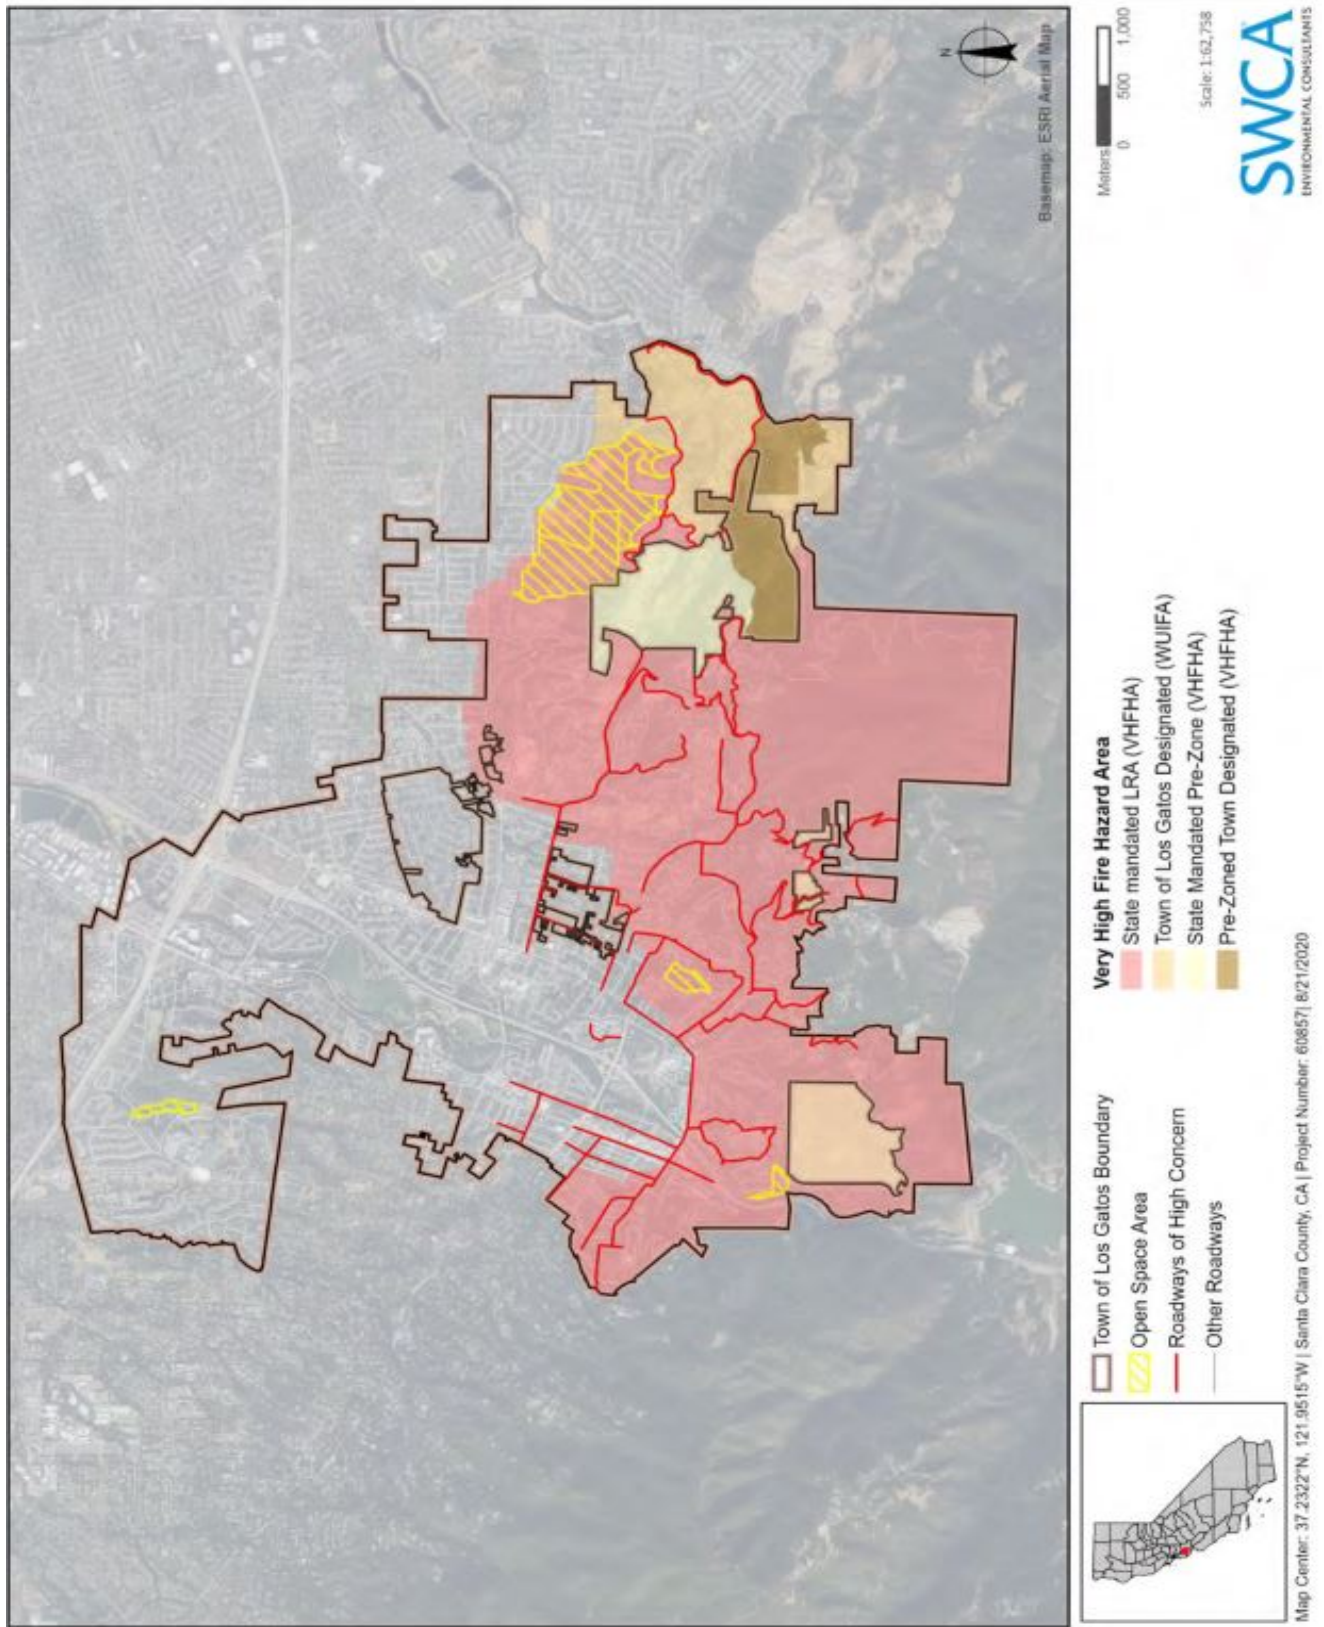 N
Basemap: ESRI Aerial Map
Town of Los Gatos Boundary
Open Space Area
Roadways of High Concern
Other Roadways
Very High Fire Hazard Area
State mandated LRA (VHFHA)
Town of Los Gatos Designated (WUIFA)
State Mandated Pre-Zone (VHFHA)
Pre-Zoned Town Designated (VHFHA)
Meters
0 500 1,000
Scale: 1:62,758
SWCA
ENVIRONMENTAL CONSULTANTS
Map Center: 37.2322°N, 121.9515°W | Santa Clara County, CA | Project Number: 60857| 8/21/2020